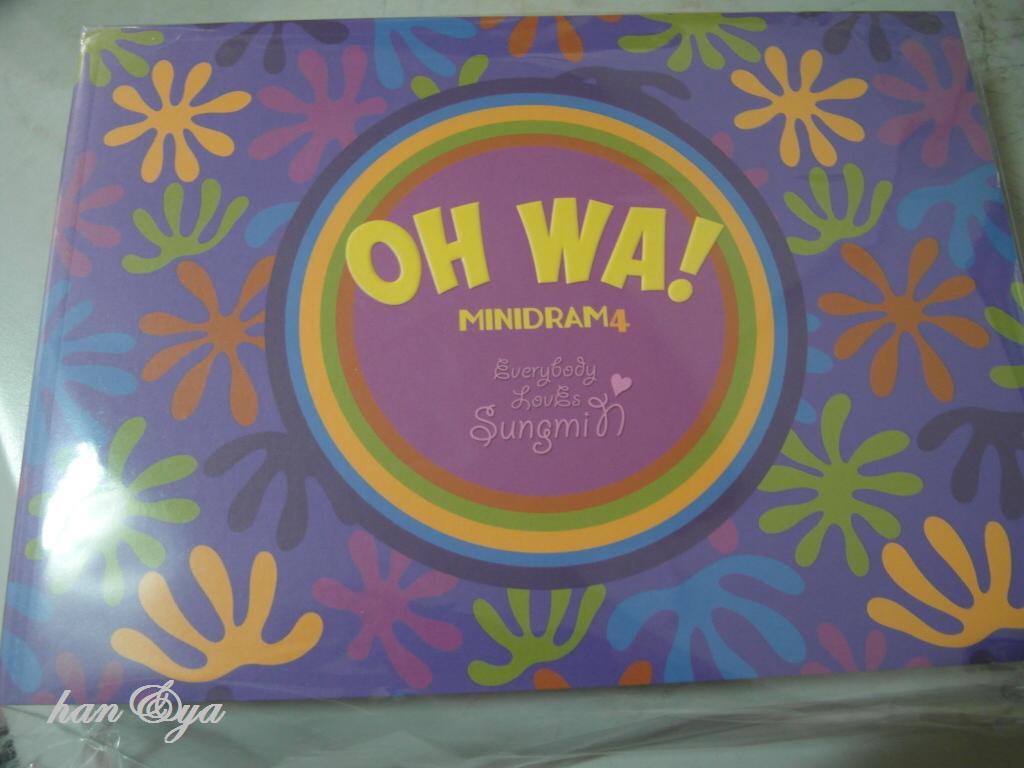 OH WA!
MINIDRAM4
Everybody
LovEs
Sungmin
han &ya